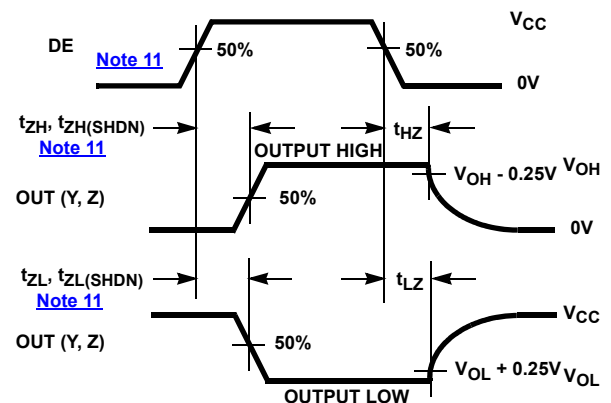 VCC
DE
Note 11
50%
50%
0V
tZH, tZH(SHDN)
Note 11
tHZ
OUTPUT HIGH
VOH - 0.25V
VOH
OUT (Y, Z)
50%
0V
tZL, tZL(SHDN)
Note 11
tLZ
VCC
OUT (Y, Z)
50%
VOL + 0.25V
VOL
OUTPUT LOW